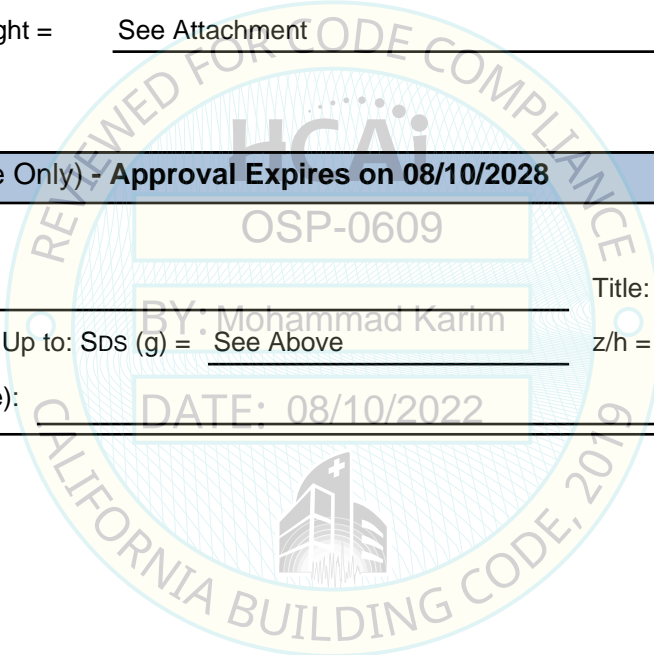 ght = See Attachment
REVIEWED FOR CODE COMPLIANCE
HCAi
e Only) - Approval Expires on 08/10/2028
OSP-0609
Title:
BY: Mohammad Karim
Up to: SDS (g) = See Above z/h =
e):
DATE: 08/10/2022
CALIFORNIA BUILDING CODE, 2019